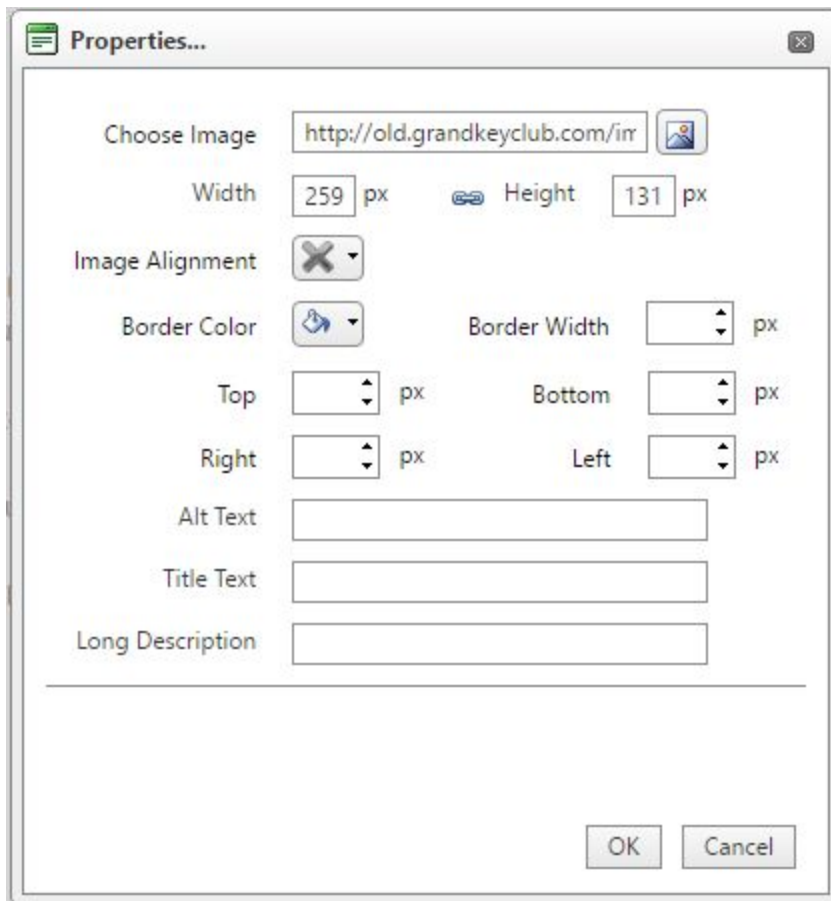 Properties...
Choose Image http://old.grandkeyclub.com/im
Width 259 px Height 131 px
Image Alignment
Border Color Border Width px
Top px Bottom px
Right px Left px
Alt Text
Title Text
Long Description
OK Cancel